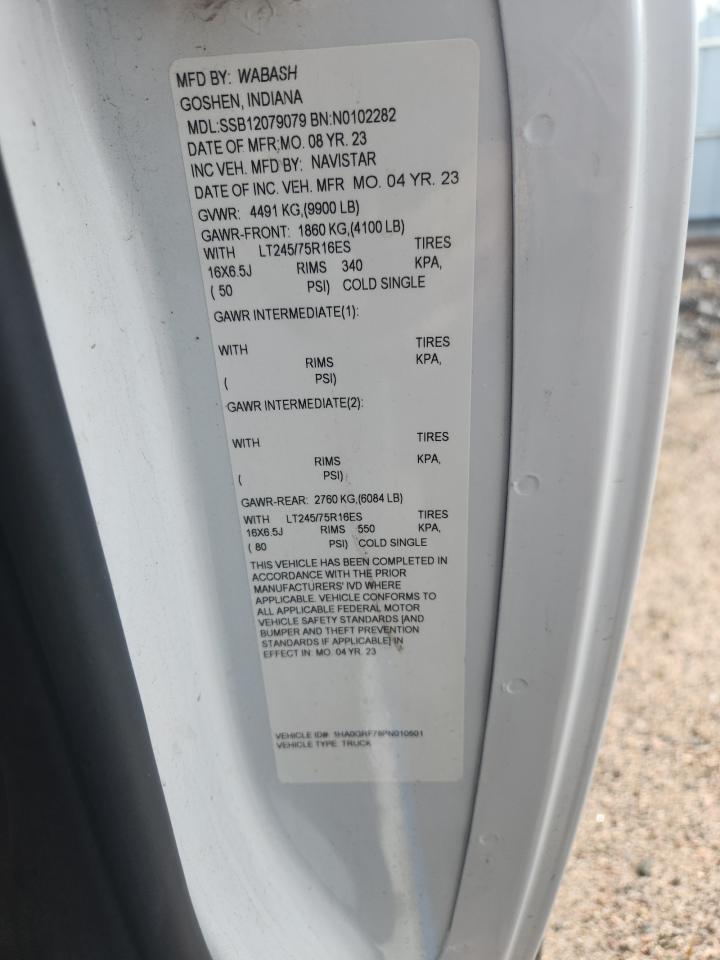 MFD BY: WABASH
GOSHEN, INDIANA
MDL:SSB12079079 BN:N0102282
DATE OF MFR:MO. 08 YR. 23
INC VEH. MFD BY: NAVISTAR
DATE OF INC. VEH. MFR MO. 04 YR. 23
GVWR: 4491 KG,(9900 LB)
GAWR-FRONT: 1860 KG,(4100 LB)
WITH LT245/75R16ES TIRES
16X6.5J RIMS 340 KPA,
( 50 PSI) COLD SINGLE
GAWR INTERMEDIATE(1):
WITH TIRES
RIMS KPA,
( PSI)
GAWR INTERMEDIATE(2):
WITH TIRES
RIMS KPA,
( PSI)
GAWR-REAR: 2760 KG,(6084 LB)
WITH LT245/75R16ES TIRES
16X6.5J RIMS 550 KPA,
( 80 PSI) COLD SINGLE
THIS VEHICLE HAS BEEN COMPLETED IN
ACCORDANCE WITH THE PRIOR
MANUFACTURERS' IVD WHERE
APPLICABLE. VEHICLE CONFORMS TO
ALL APPLICABLE FEDERAL MOTOR
VEHICLE SAFETY STANDARDS [AND
BUMPER AND THEFT PREVENTION
STANDARDS IF APPLICABLE] IN
EFFECT IN: MO. 04 YR. 23
VEHICLE ID#: 
VEHICLE TYPE: TRUCK